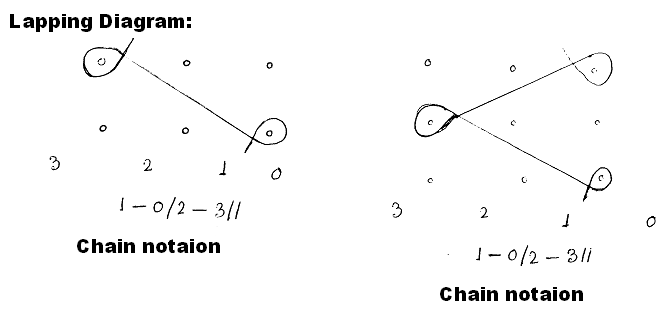 Lapping Diagram:
3 2 1 0
1-0/2-3//
Chain notaion
3 2 1 0
1-0/2-3//
Chain notaion